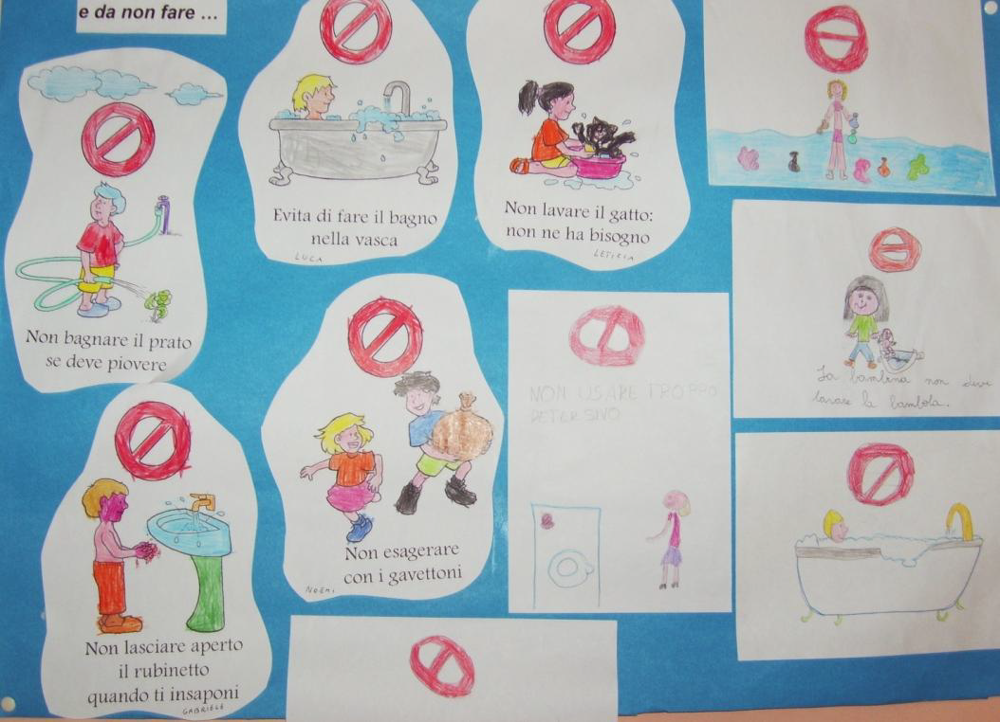 e da non fare ...
Non bagnare il prato
se deve piovere
Evita di fare il bagno
nella vasca
LUCA
Non lavare il gatto:
non ne ha bisogno
LETIZIA
La bambina non deve
lavare la bambola.
Non esagerare
con i gavettoni
NOEMI
NON USARE TROPPO
DETERSIVO
Non lasciare aperto
il rubinetto
quando ti insaponi
GABRIELE